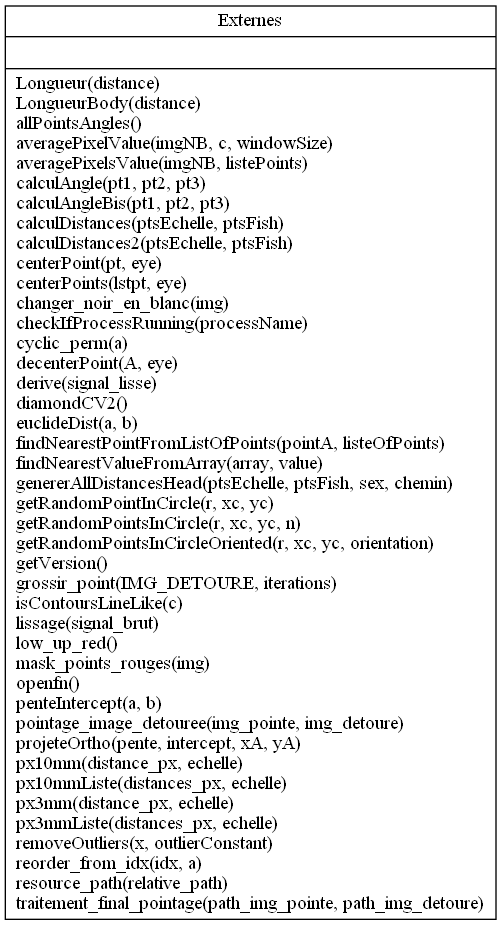 Externes
Longueur(distance)
LongueurBody(distance)
allPointsAngles()
averagePixelValue(imgNB, c, windowSize)
averagePixelsValue(imgNB, listePoints)
calculAngle(pt1, pt2, pt3)
calculAngleBis(pt1, pt2, pt3)
calculDistances(ptsEchelle, ptsFish)
calculDistances2(ptsEchelle, ptsFish)
centerPoint(pt, eye)
centerPoints(lstpt, eye)
changer_noir_en_blanc(img)
checkIfProcessRunning(processName)
cyclic_perm(a)
decenterPoint(A, eye)
derive(signal_lisse)
diamondCV2()
euclideDist(a, b)
findNearestPointFromListOfPoints(pointA, listeOfPoints)
findNearestValueFromArray(array, value)
genererAllDistancesHead(ptsEchelle, ptsFish, sex, chemin)
getRandomPointInCircle(r, xc, yc)
getRandomPointsInCircle(r, xc, yc, n)
getRandomPointsInCircleOriented(r, xc, yc, orientation)
getVersion()
grossir_point(IMG_DETOURE, iterations)
isContoursLineLike(c)
lissage(signal_brut)
low_up_red()
mask_points_rouges(img)
openfn()
penteIntercept(a, b)
pointage_image_detouree(img_pointe, img_detoure)
projeteOrtho(pente, intercept, xA, yA)
px10mm(distance_px, echelle)
px10mmListe(distances_px, echelle)
px3mm(distance_px, echelle)
px3mmListe(distances_px, echelle)
removeOutliers(x, outlierConstant)
reorder_from_idx(idx, a)
resource_path(relative_path)
traitement_final_pointage(path_img_pointe, path_img_detoure)